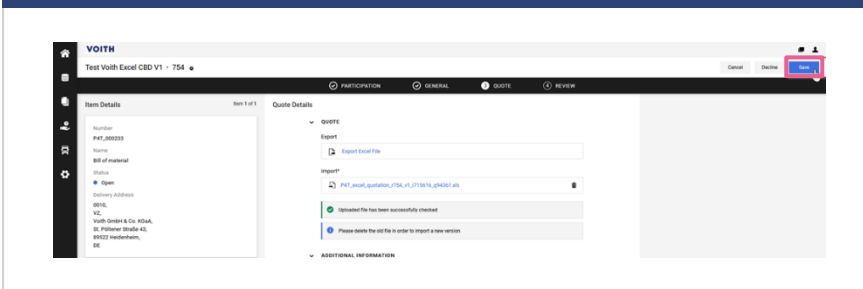 VOITH
Test Voith Excel CBD V1 - 754
Cancel
Decline
Save
PARTICIPATION
GENERAL
3 QUOTE
4 REVIEW
Item Details
Item 1 of 1
Number
P4T_003233
Name
Bill of material
Status
Open
Delivery Address
0010,
VZ,
Voith GmbH & Co. KGaA,
St. Pöltener Straße 43,
89522 Heidenheim,
DE
Quote Details
QUOTE
Export
Export Excel File
Import*
P4T_excel_quotation_r754_v1_i715616_q94361.xls
Uploaded file has been successfully checked
Please delete the old file in order to import a new version
ADDITIONAL INFORMATION